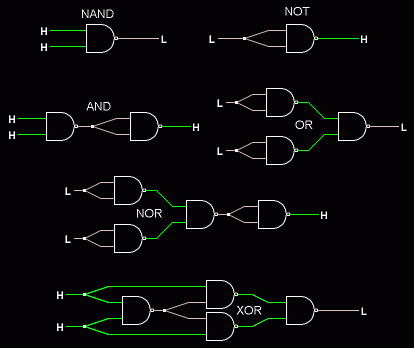 NAND NOT
H H L L H
AND
H H H
L L OR L
L L NOR H
H H XOR L